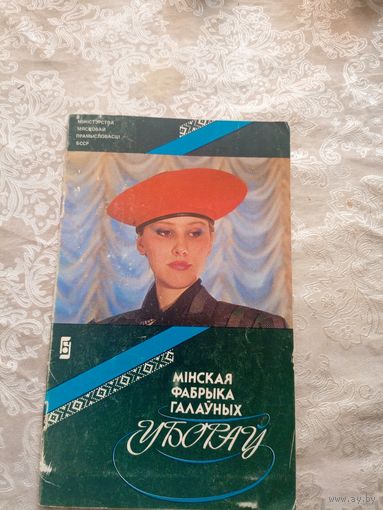 МІНІСТЭРСТВА
МЯСЦОВАЙ
ПРАМЫСЛОВАСЦІ
БССР
МІНСКАЯ
ФАБРЫКА
ГАЛАЎНЫХ
УБОРАЎ
www.ay.by